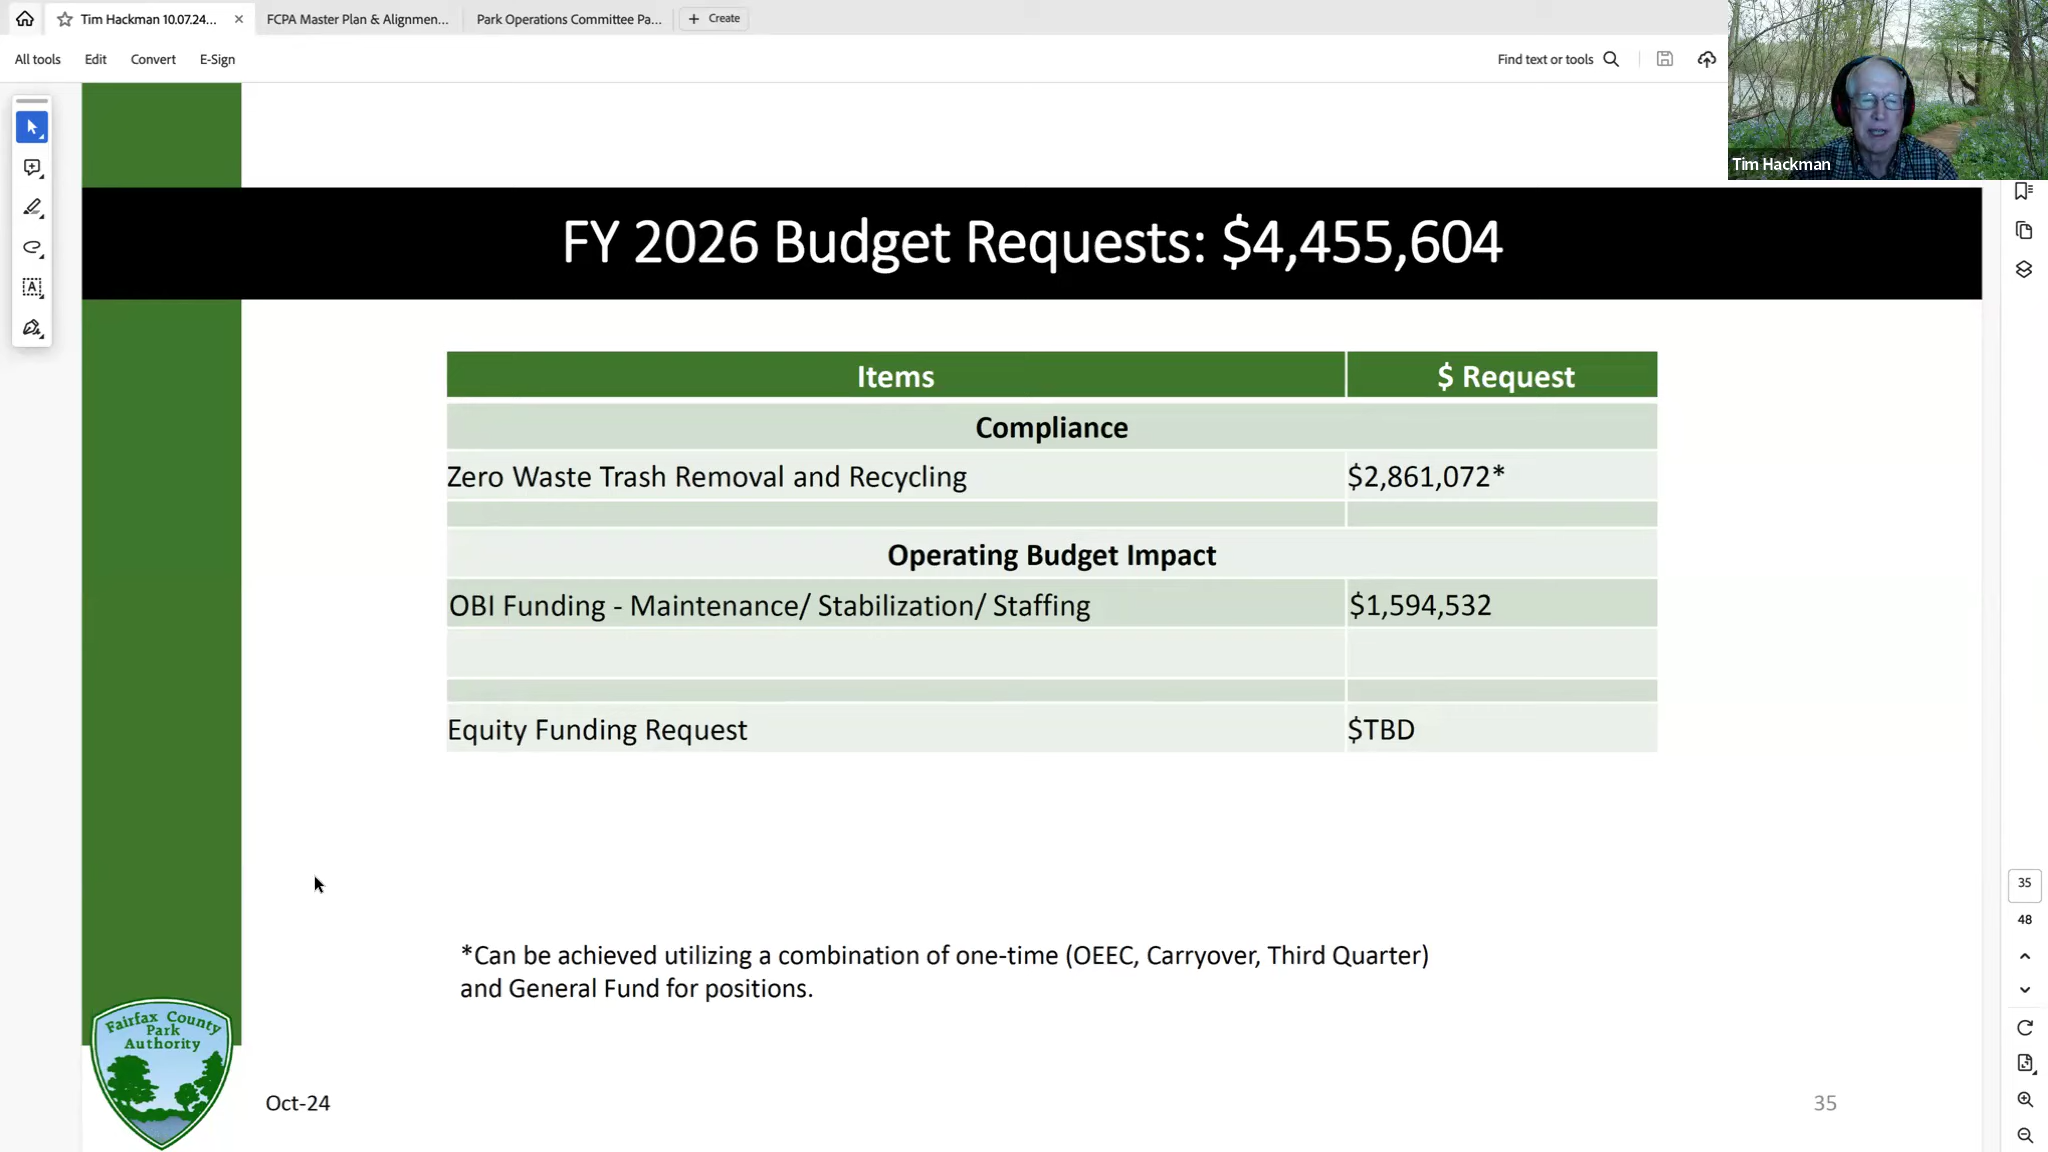 Tim Hackman 10.07.24...
FCPA Master Plan & Alignmen...
Park Operations Committee Pa...
+ Create
All tools
Edit
Convert
E-Sign
Find text or tools
Tim Hackman
FY 2026 Budget Requests: $4,455,604
Items
$ Request
Compliance
Zero Waste Trash Removal and Recycling
$2,861,072*
Operating Budget Impact
OBI Funding - Maintenance/ Stabilization/ Staffing
$1,594,532
Equity Funding Request
$TBD
*Can be achieved utilizing a combination of one-time (OEEC, Carryover, Third Quarter)
and General Fund for positions.
Fairfax County
Park
Authority
Oct-24
35
35
48